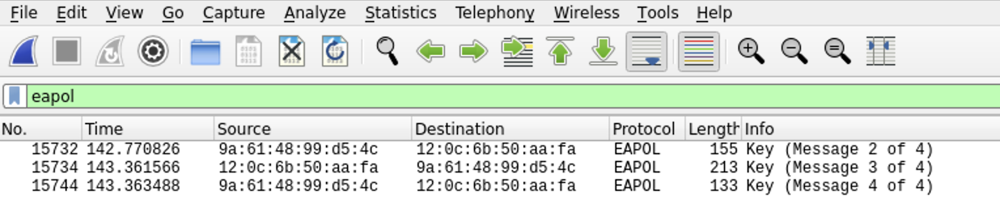 File Edit View Go Capture Analyze Statistics Telephony Wireless Tools Help
eapol
No. Time Source Destination Protocol Length Info
15732 142.770826 9a:61:48:99:d5:4c 12:0c:6b:50:aa:fa EAPOL 155 Key (Message 2 of 4)
15734 143.361566 12:0c:6b:50:aa:fa 9a:61:48:99:d5:4c EAPOL 213 Key (Message 3 of 4)
15744 143.363488 9a:61:48:99:d5:4c 12:0c:6b:50:aa:fa EAPOL 133 Key (Message 4 of 4)